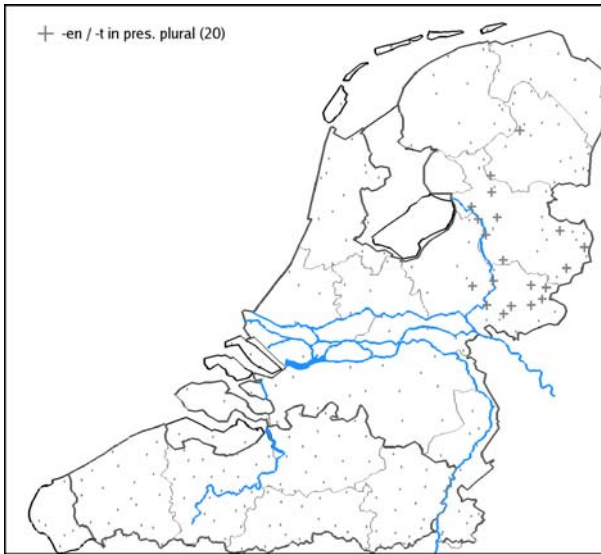 -en / -t in pres. plural (20)